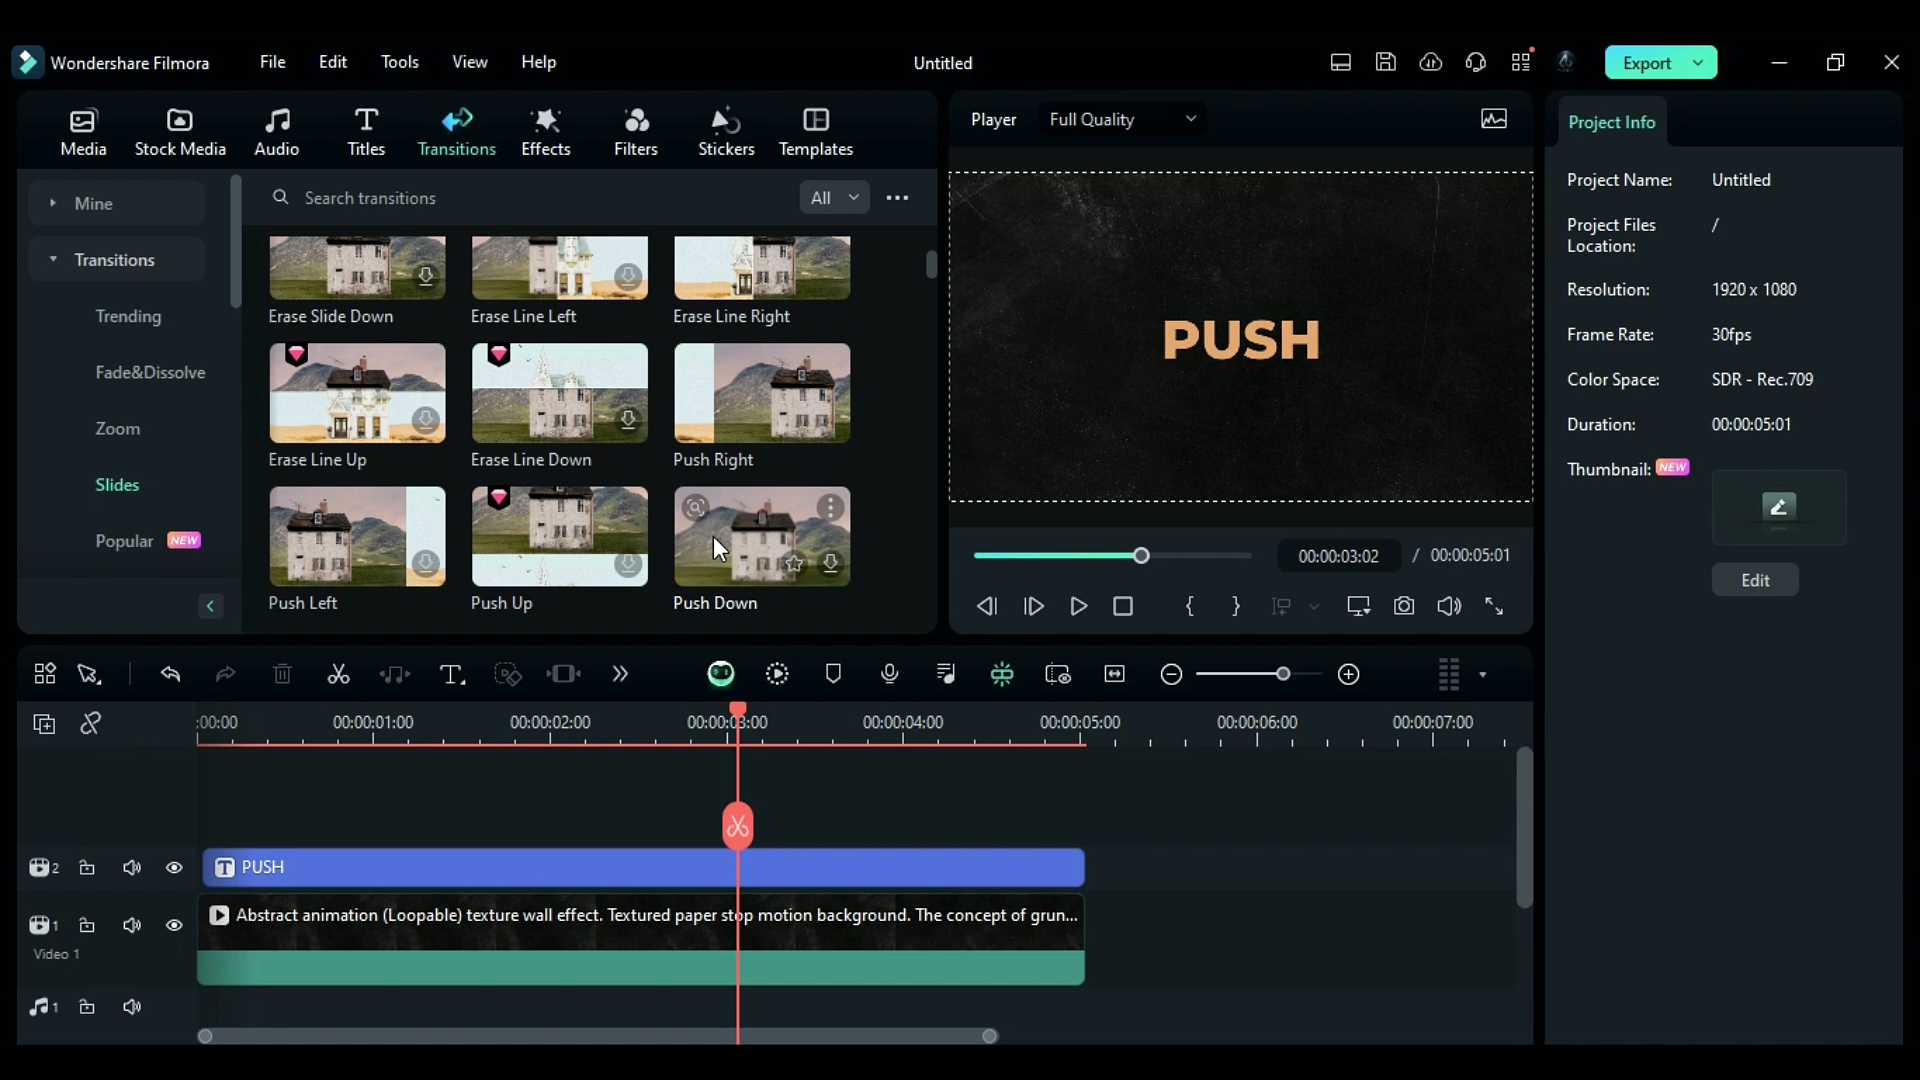 Wondershare Filmora
File Edit Tools View Help
Untitled
Export
Media Stock Media Audio Titles Transitions Effects Filters Stickers Templates
Mine
Transitions
Trending
Fade&Dissolve
Zoom
Slides
Popular NEW
Search transitions
All
Erase Slide Down Erase Line Left Erase Line Right
Erase Line Up Erase Line Down Push Right
Push Left Push Up Push Down
Player Full Quality
PUSH
00:00:03:02 / 00:00:05:01
Project Info
Project Name: Untitled
Project Files / 
Location:
Resolution: 1920 x 1080
Frame Rate: 30fps
Color Space: SDR - Rec.709
Duration: 00:00:05:01
Thumbnail: NEW
Edit
:00:00 00:00:01:00 00:00:02:00 00:00:03:00 00:00:04:00 00:00:05:00 00:00:06:00 00:00:07:00
2 T PUSH
1 Abstract animation (Loopable) texture wall effect. Textured paper stop motion background. The concept of grun...
Video 1
1